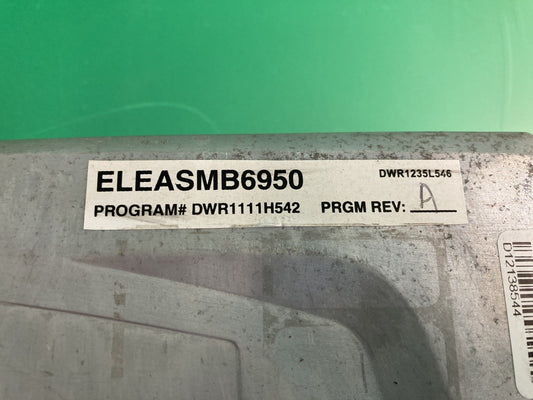 ELEASMB6950 DWR1235L546
PROGRAM# DWR1111H542 PRGM REV: A
D12138544